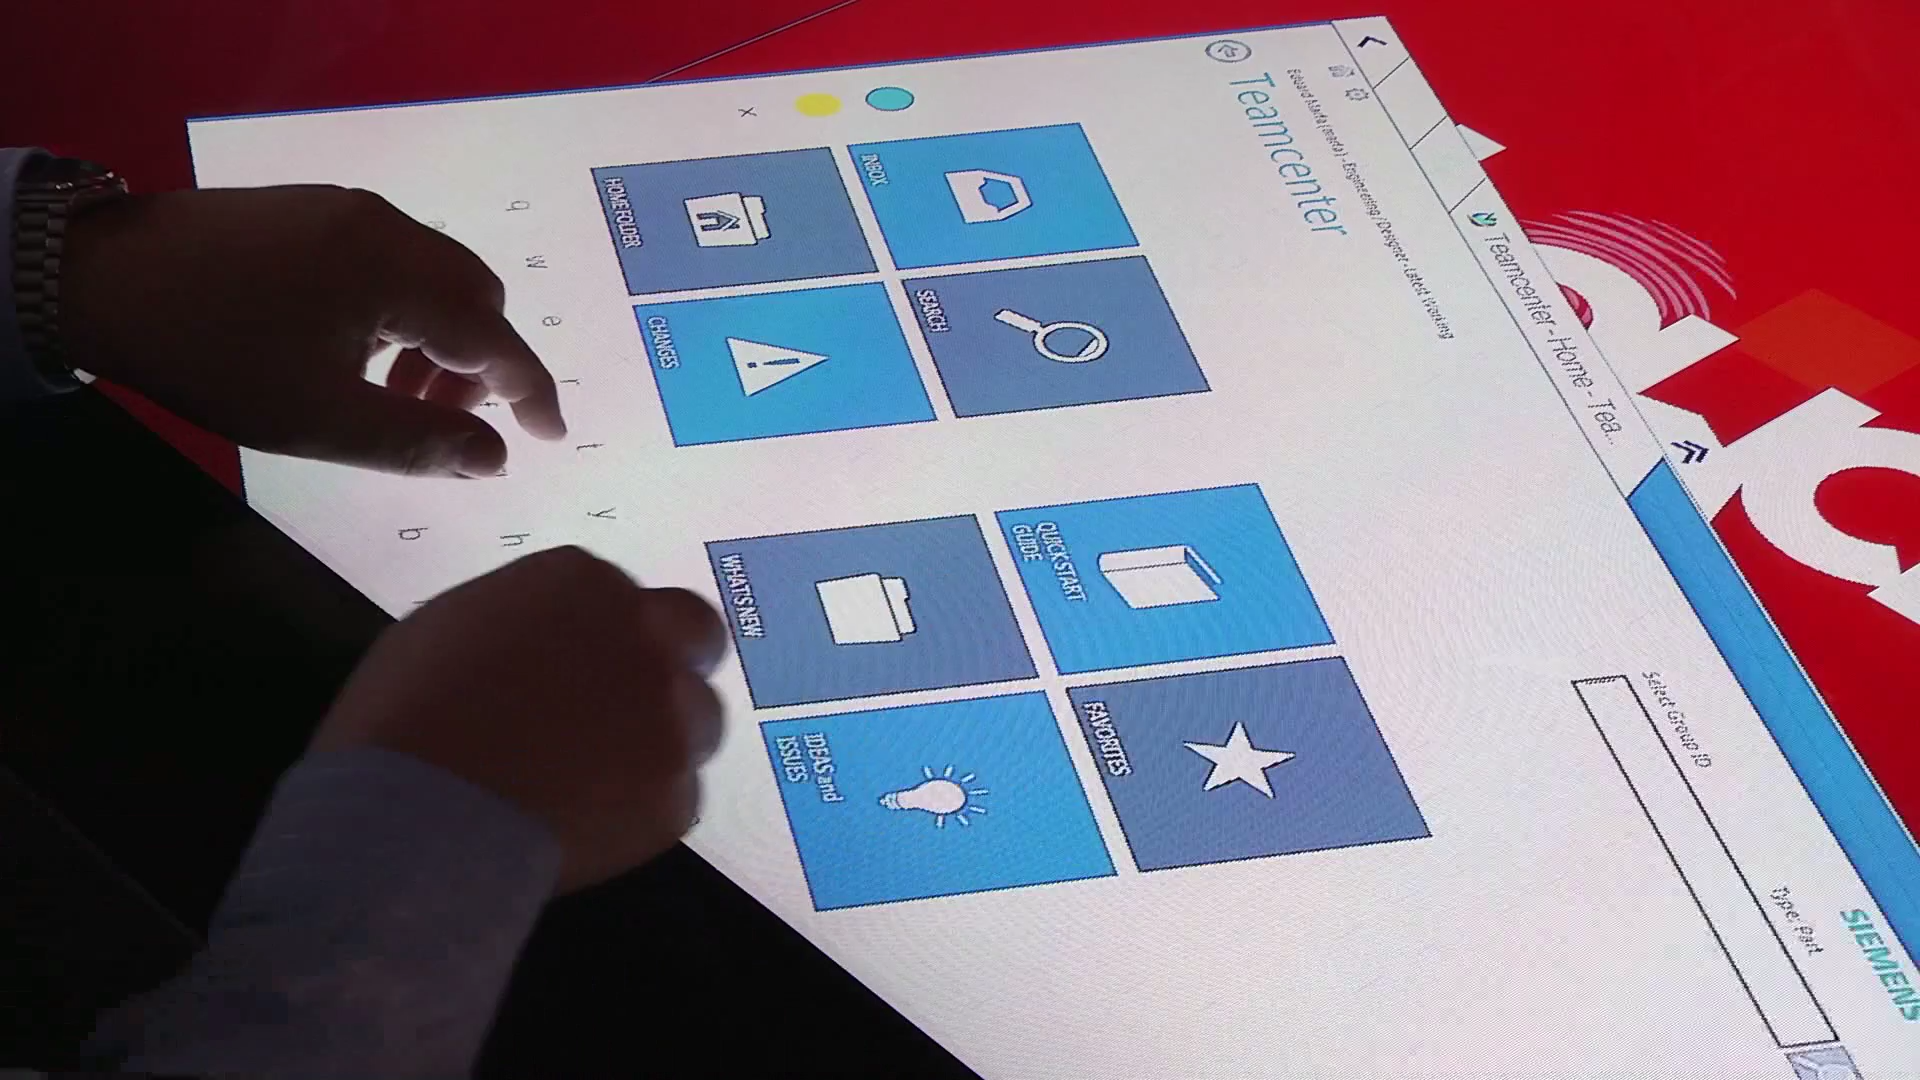 Teamcenter - Home - Tea...
SIEMENS
Teamcenter
Select Group ID
Type: Part
INBOX
SEARCH
QUICK START
GUIDE
FAVORITES
HOME FOLDER
CHANGES
WHAT'S NEW
IDEAS and
ISSUES
x
q w e r t y
h
b